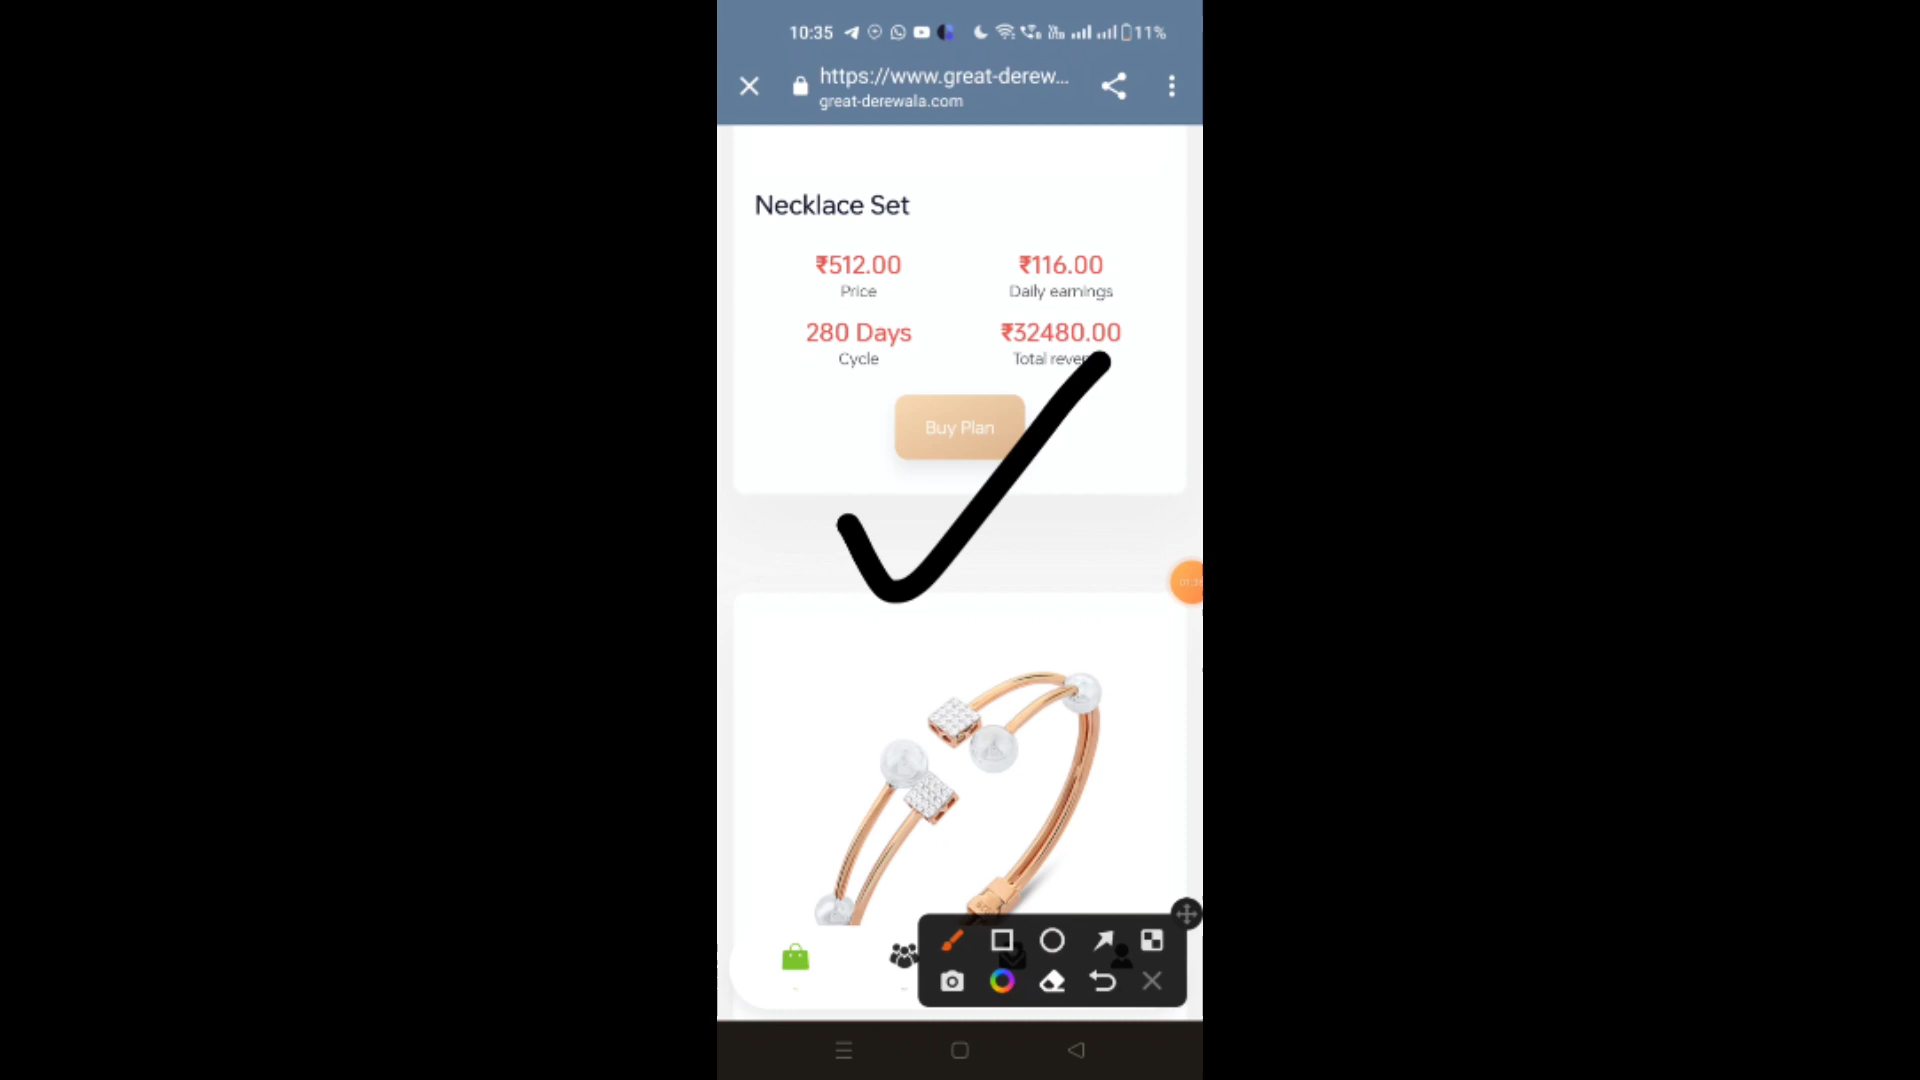 10:35 11%
https://www.great-derew...
great-derewala.com
Necklace Set
₹512.00 ₹116.00
Price Daily earnings
280 Days ₹32480.00
Cycle Total reven
Buy Plan